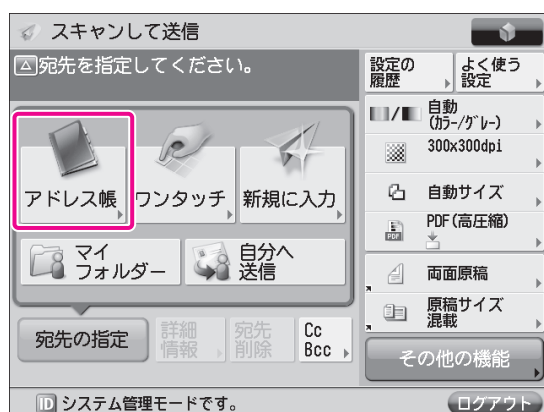 スキャンして送信
宛先を指定してください。
設定の
履歴
よく使う
設定
自動
(ｶﾗｰ/ｸﾞﾚｰ)
300x300dpi
自動サイズ
PDF(高圧縮)
PDF
両面原稿
原稿サイズ
混載
その他の機能
アドレス帳
ワンタッチ
新規に入力
マイ
フォルダー
自分へ
送信
宛先の指定
詳細
情報
宛先
削除
Cc
Bcc
ID システム管理モードです。
ログアウト